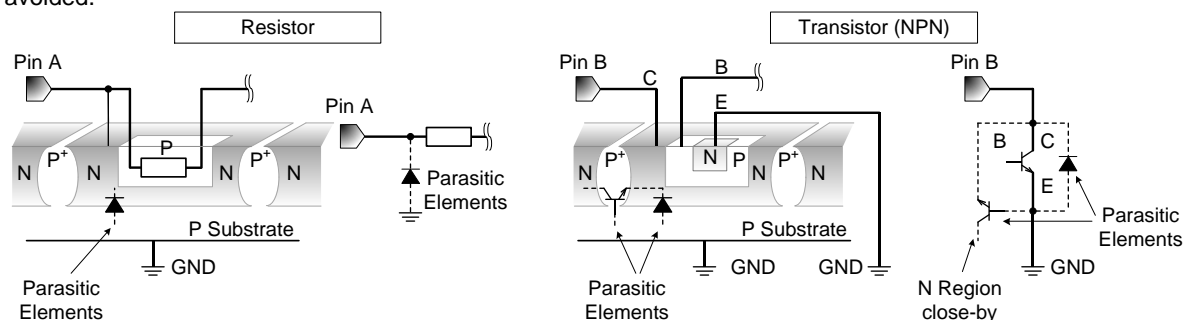 avoided.
Resistor
Transistor (NPN)
Pin A
Pin A
N
P+
N
P
N
P+
N
Parasitic
Elements
P Substrate
GND
Parasitic
Elements
Pin B
C
B
E
N
P+
N
N
P
N
P+
N
P Substrate
GND
GND
Parasitic
Elements
Pin B
B
C
E
Parasitic
Elements
GND
N Region
close-by